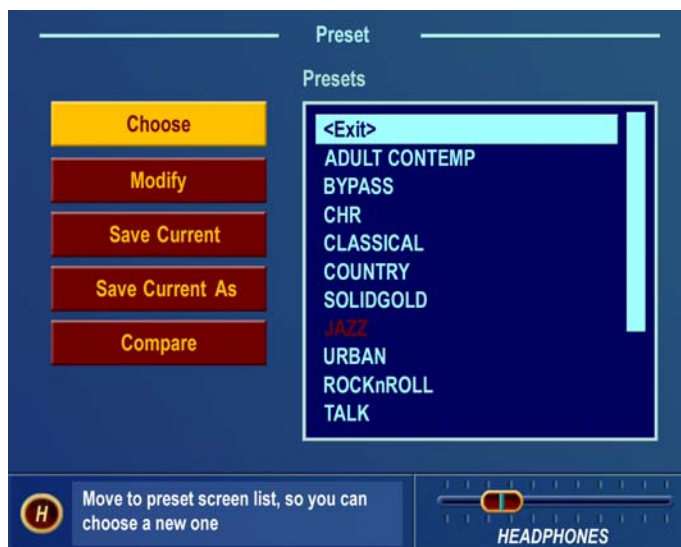 Preset
Presets
Choose
Modify
Save Current
Save Current As
Compare
<Exit>
ADULT CONTEMP
BYPASS
CHR
CLASSICAL
COUNTRY
SOLIDGOLD
JAZZ
URBAN
ROCKnROLL
TALK
H
Move to preset screen list, so you can
choose a new one
HEADPHONES